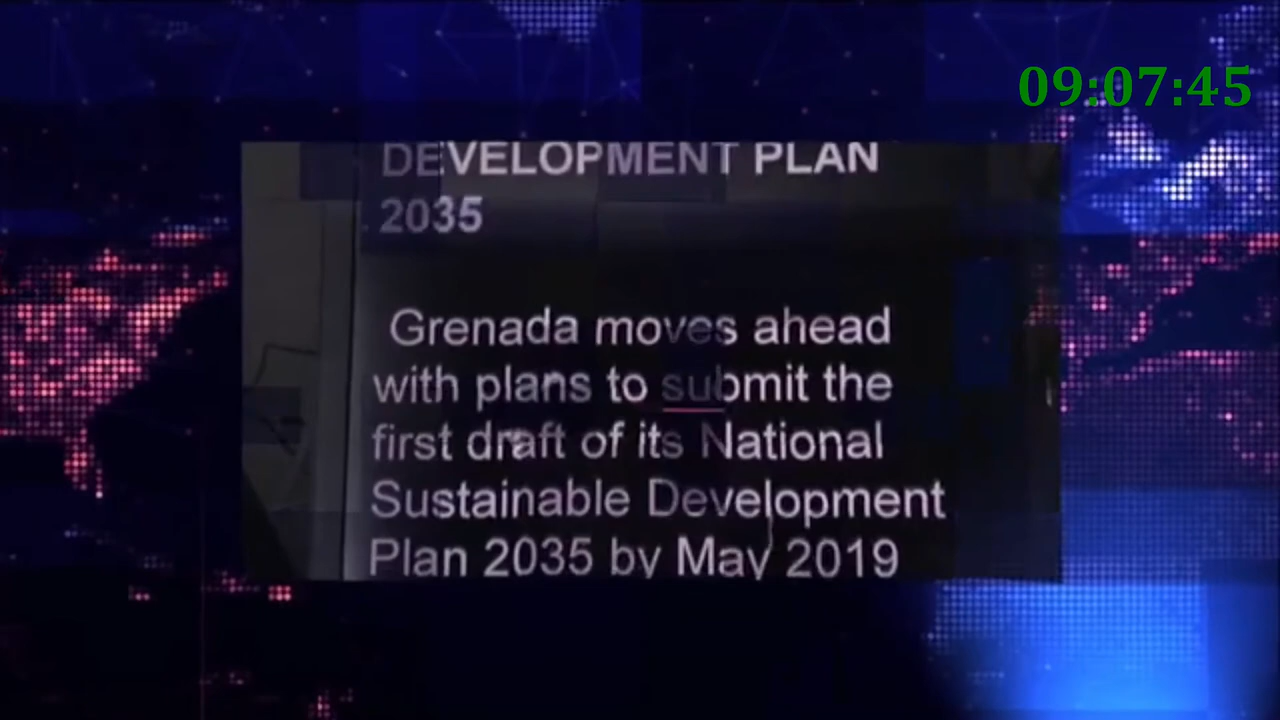 09:07:45
DEVELOPMENT PLAN
2035
Grenada moves ahead
with plans to submit the
first draft of its National
Sustainable Development
Plan 2035 by May 2019